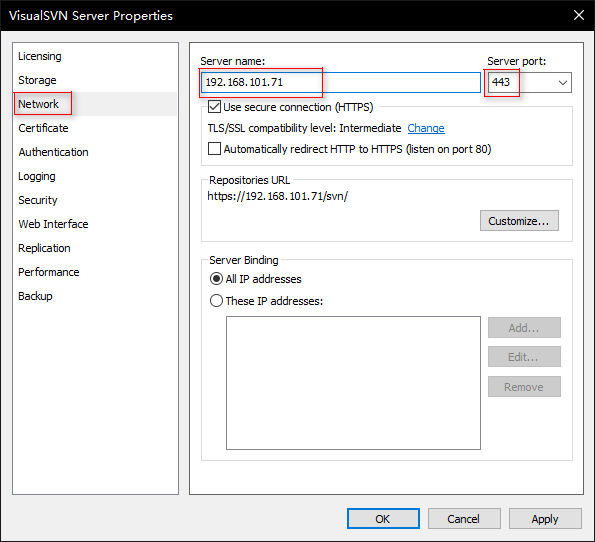 VisualSVN Server Properties
Licensing
Storage
Network
Certificate
Authentication
Logging
Security
Web Interface
Replication
Performance
Backup
Server name:
Server port:
192.168.101.71
443
Use secure connection (HTTPS)
TLS/SSL compatibility level: Intermediate Change
Automatically redirect HTTP to HTTPS (listen on port 80)
Repositories URL
https://192.168.101.71/svn/
Customize...
Server Binding
All IP addresses
These IP addresses:
Add...
Edit...
Remove
OK
Cancel
Apply